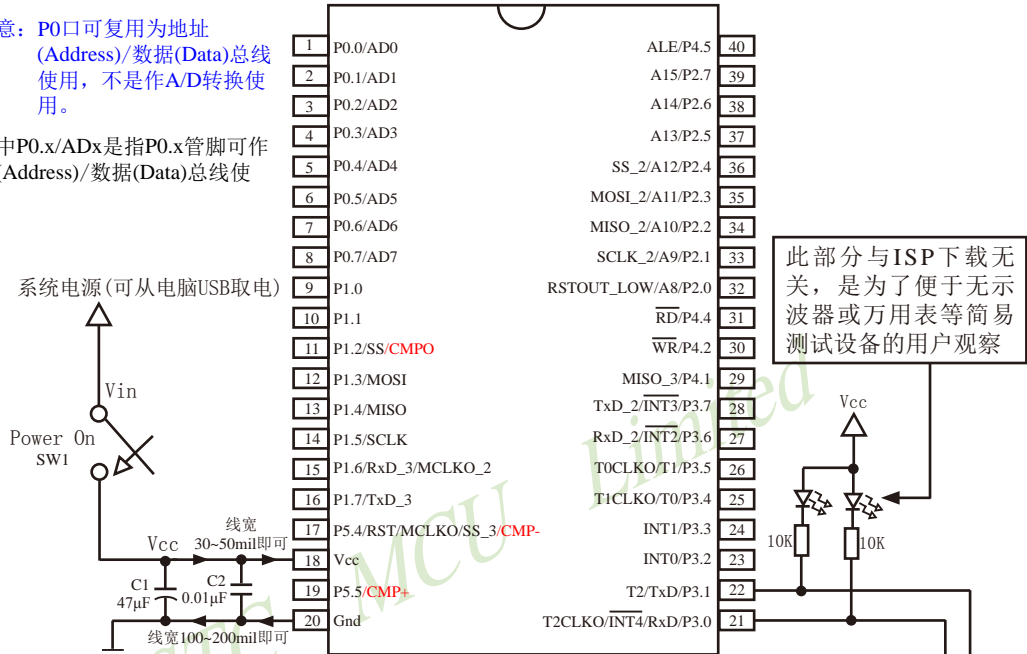 意：P0口可复用为地址
(Address)/数据(Data)总线
使用，不是作A/D转换使
用。
中P0.x/ADx是指P0.x管脚可作
(Address)/数据(Data)总线使
系统电源(可从电脑USB取电)
Vin
Power On
SW1
Vcc
线宽
30~50mil即可
C1
47μF
C2
0.01μF
线宽100~200mil即可
1 P0.0/AD0
2 P0.1/AD1
3 P0.2/AD2
4 P0.3/AD3
5 P0.4/AD4
6 P0.5/AD5
7 P0.6/AD6
8 P0.7/AD7
9 P1.0
10 P1.1
11 P1.2/SS/CMPO
12 P1.3/MOSI
13 P1.4/MISO
14 P1.5/SCLK
15 P1.6/RxD_3/MCLKO_2
16 P1.7/TxD_3
17 P5.4/RST/MCLKO/SS_3/CMP-
18 Vcc
19 P5.5/CMP+
20 Gnd
ALE/P4.5 40
A15/P2.7 39
A14/P2.6 38
A13/P2.5 37
SS_2/A12/P2.4 36
MOSI_2/A11/P2.3 35
MISO_2/A10/P2.2 34
SCLK_2/A9/P2.1 33
RSTOUT_LOW/A8/P2.0 32
RD/P4.4 31
WR/P4.2 30
MISO_3/P4.1 29
TxD_2/INT3/P3.7 28
RxD_2/INT2/P3.6 27
T0CLKO/T1/P3.5 26
T1CLKO/T0/P3.4 25
INT1/P3.3 24
INT0/P3.2 23
T2/TxD/P3.1 22
T2CLKO/INT4/RxD/P3.0 21
此部分与ISP下载无
关，是为了便于无示
波器或万用表等简易
测试设备的用户观察
Vcc
10K
10K
MCU Limited